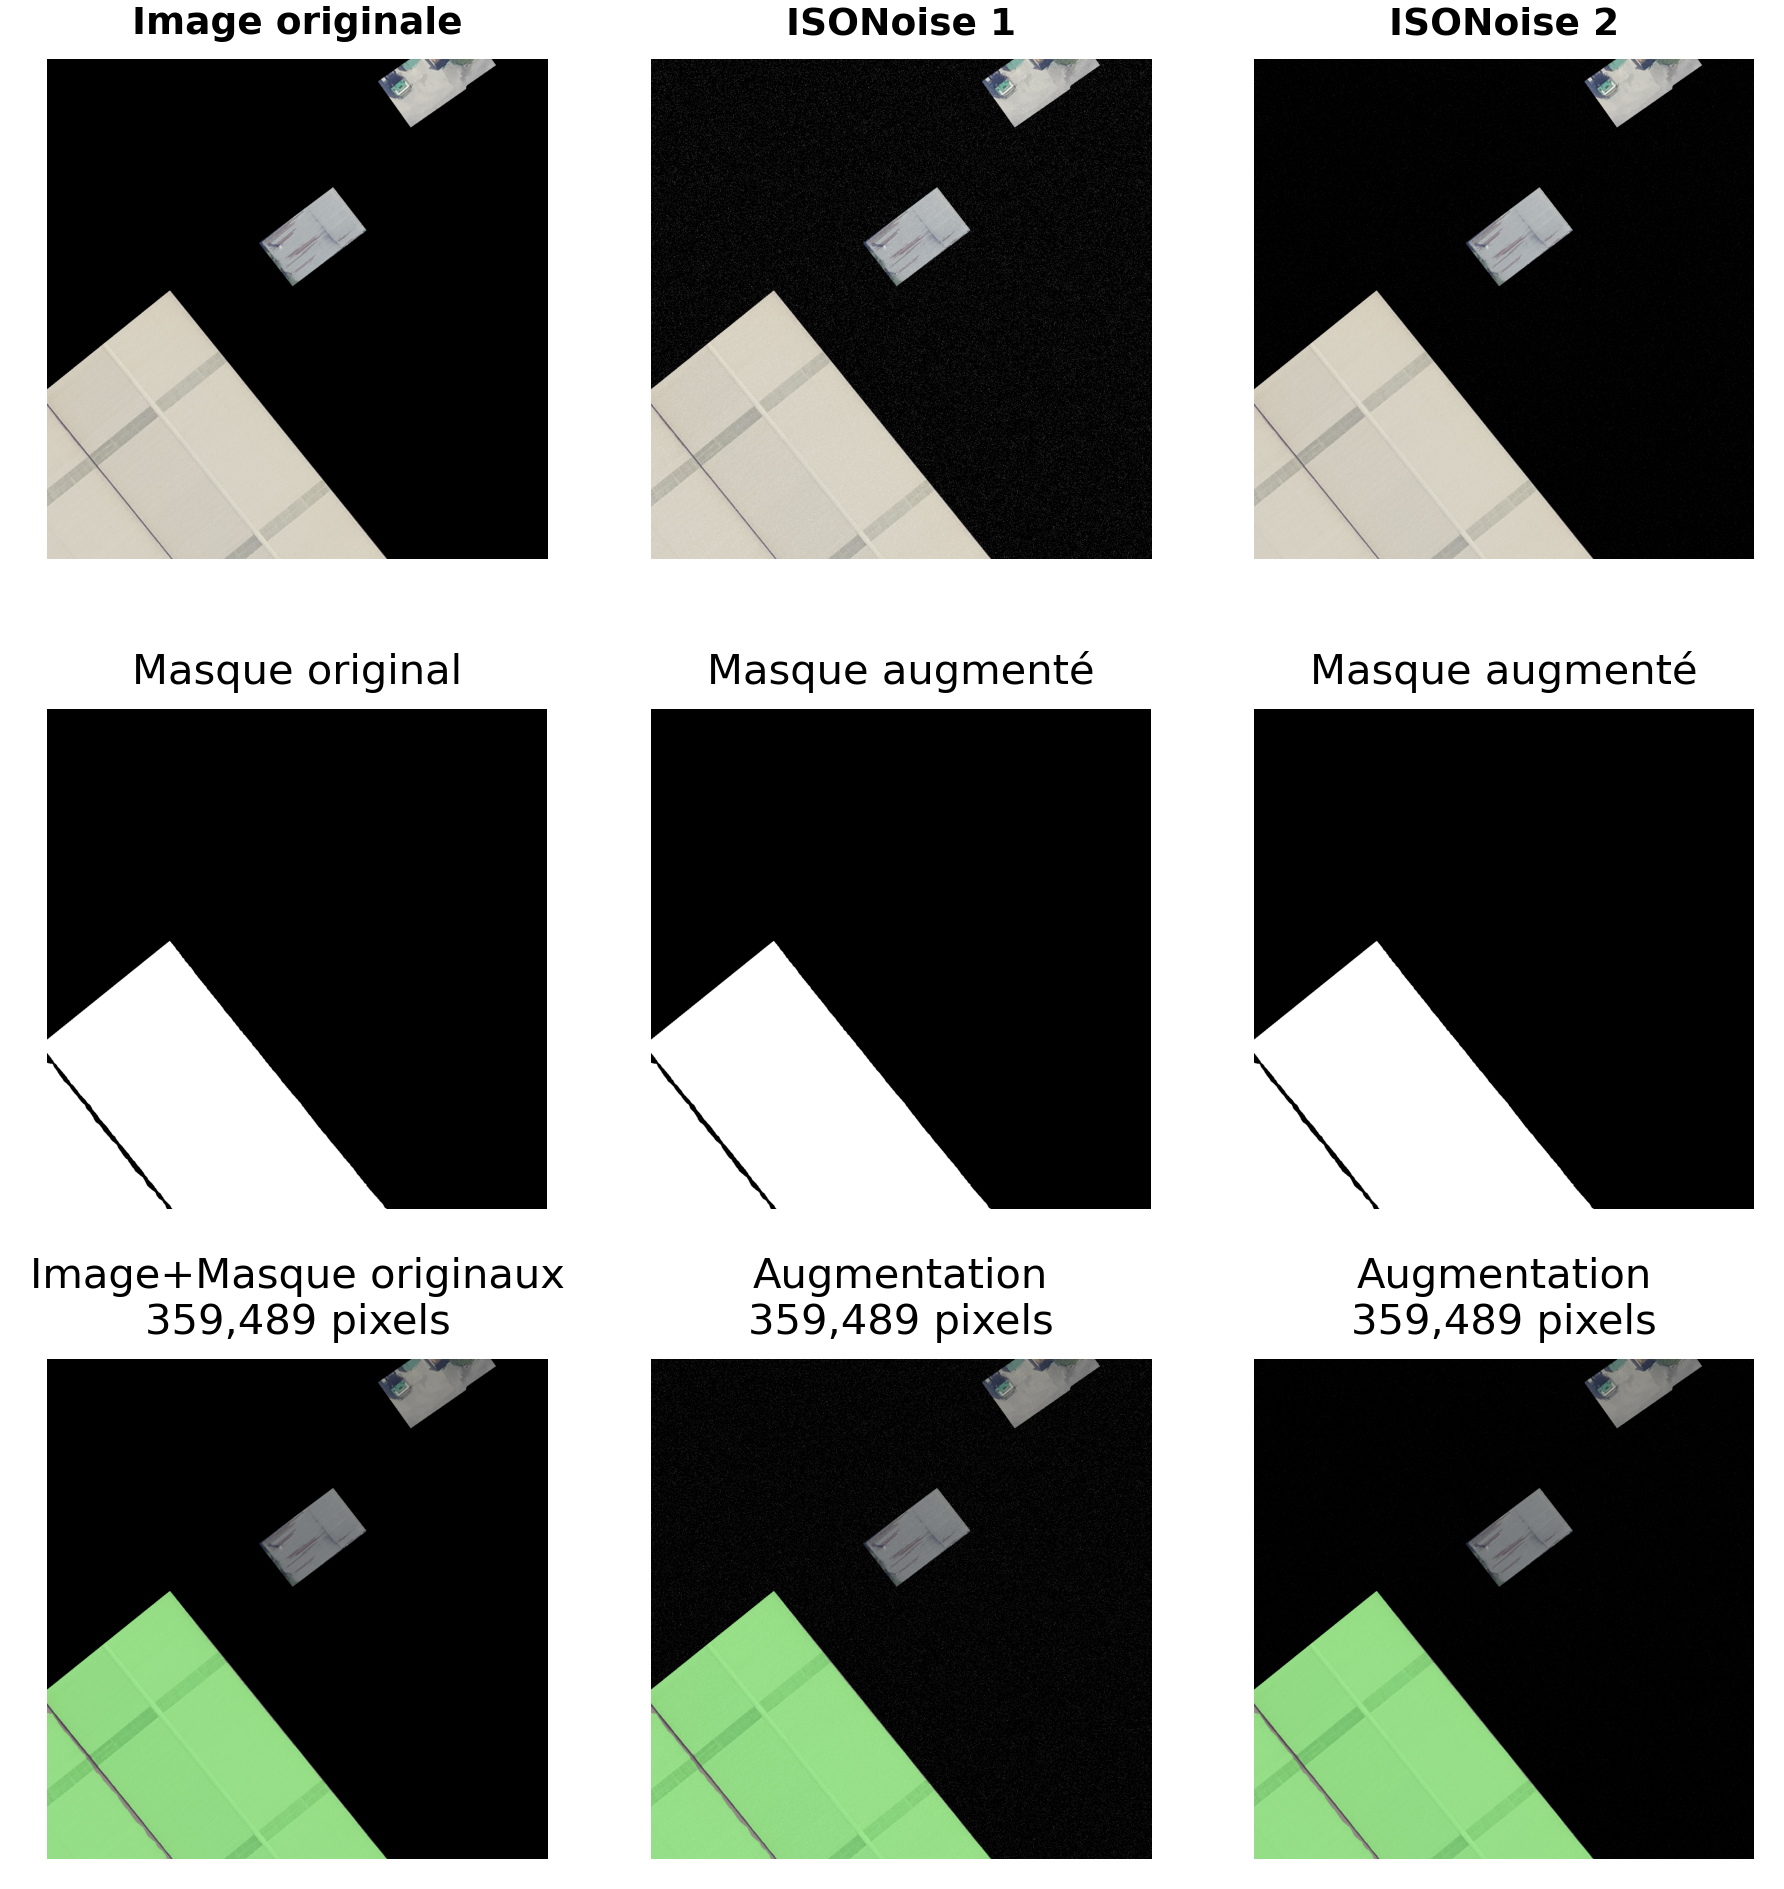 Image originale
ISONoise 1
ISONoise 2
Masque original
Masque augmenté
Masque augmenté
Image+Masque originaux
359,489 pixels
Augmentation
359,489 pixels
Augmentation
359,489 pixels